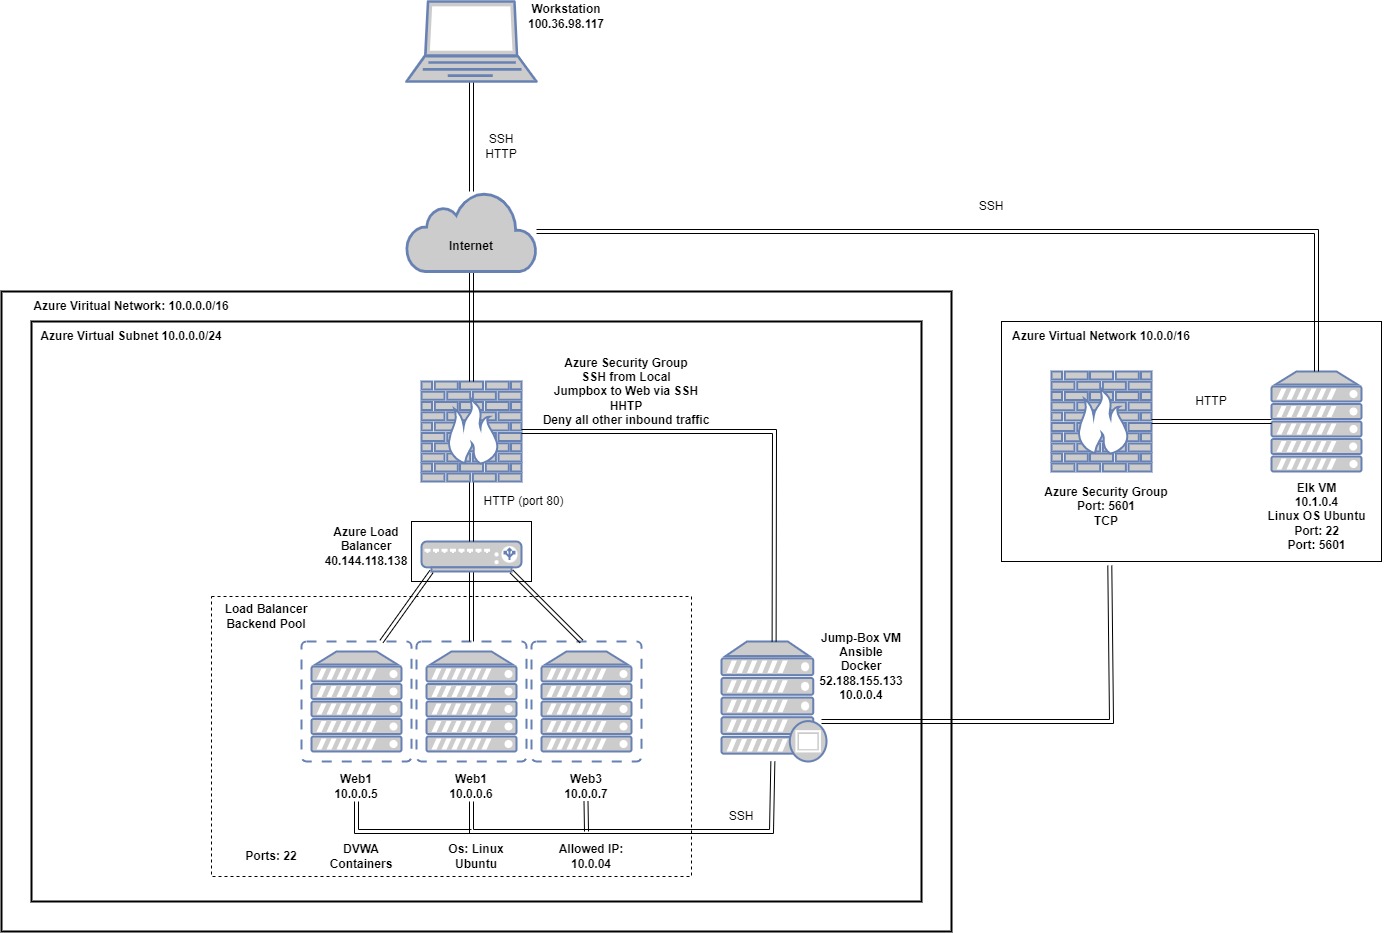 Workstation
100.36.98.117
SSH
HTTP
Internet
SSH
Azure Viritual Network: 10.0.0.0/16
Azure Virtual Subnet 10.0.0.0/24
Azure Security Group
SSH from Local
Jumpbox to Web via SSH
HHTP
Deny all other inbound traffic
HTTP (port 80)
Azure Load
Balancer
40.144.118.138
Load Balancer
Backend Pool
Web1
10.0.0.5
Web1
10.0.0.6
Web3
10.0.0.7
Ports: 22
DVWA
Containers
Os: Linux
Ubuntu
Allowed IP:
10.0.04
SSH
Jump-Box VM
Ansible
Docker
52.188.155.133
10.0.0.4
Azure Virtual Network 10.0.0/16
HTTP
Azure Security Group
Port: 5601
TCP
Elk VM
10.1.0.4
Linux OS Ubuntu
Port: 22
Port: 5601